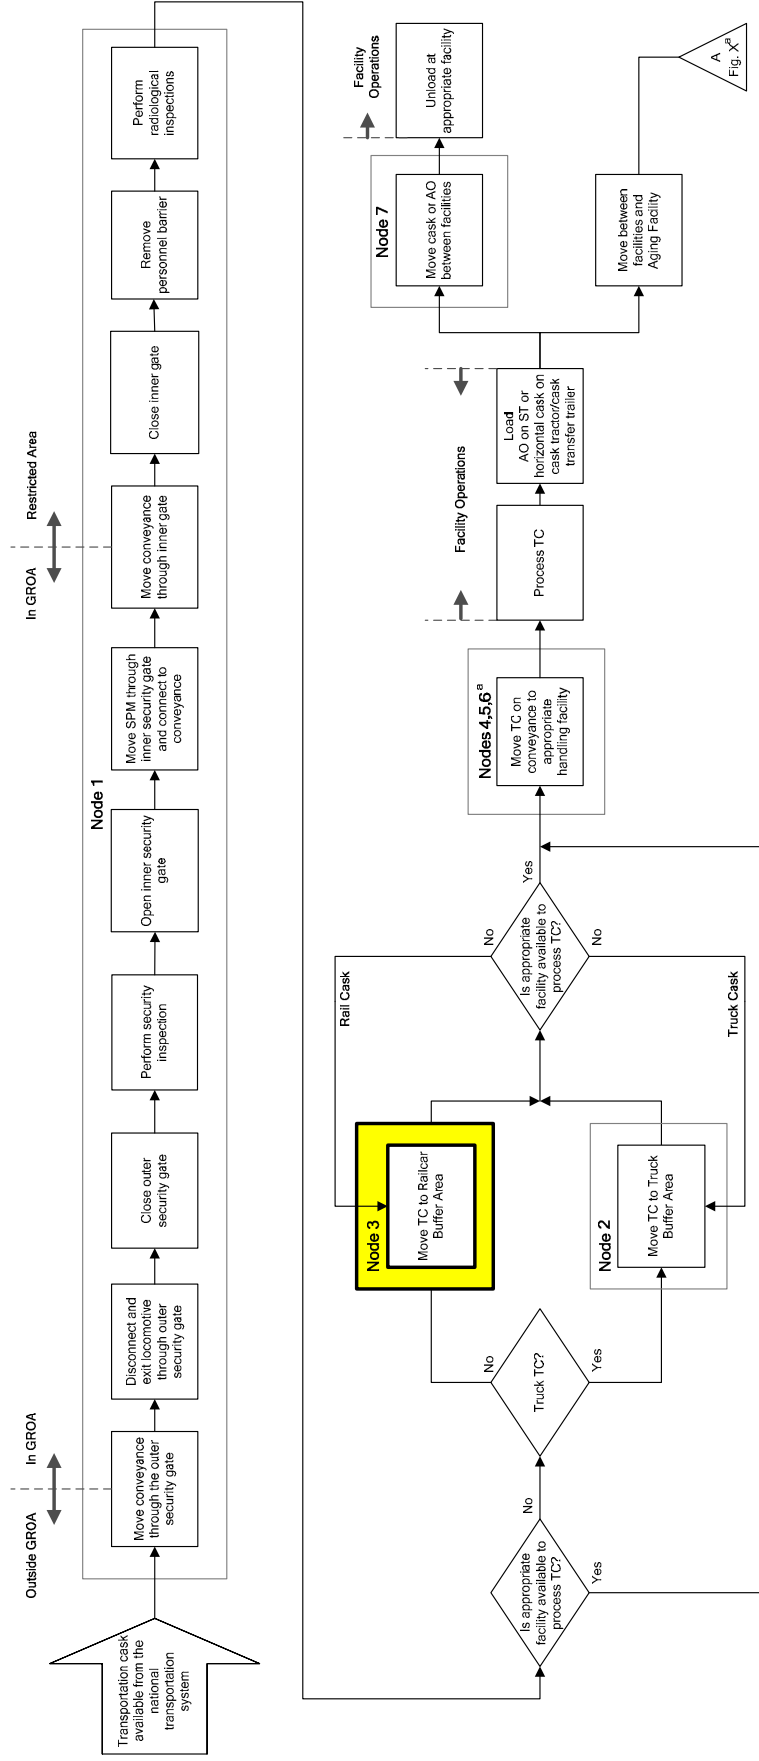 Outside GROA
In GROA
In GROA
Restricted Area
Node 1
Transportation cask
available from the
national
transportation
system
Move conveyance
through the outer
security gate
Disconnect and
exit locomotive
through outer
security gate
Close outer
security gate
Perform security
inspection
Open inner security
gate
Move SPM through
inner security gate
and connect to
conveyance
Move conveyance
through inner gate
Close inner gate
Remove
personnel barrier
Perform
radiological
inspections
Is appropriate
facility available to
process TC?
No
Yes
Truck TC?
No
Yes
Node 3
Move TC to Railcar
Buffer Area
Node 2
Move TC to Truck
Buffer Area
Rail Cask
Truck Cask
Is appropriate
facility available to
process TC?
No
No
Yes
Nodes 4,5,6 a
Move TC on
conveyance to
appropriate
handling facility
Facility Operations
Process TC
Load
AO on ST or
horizontal cask on
cask tractor/cask
transfer trailer
Node 7
Move cask or AO
between facilities
Facility
Operations
Unload at
appropriate facility
Move between
facilities and
Aging Facility
A
Fig. Xa